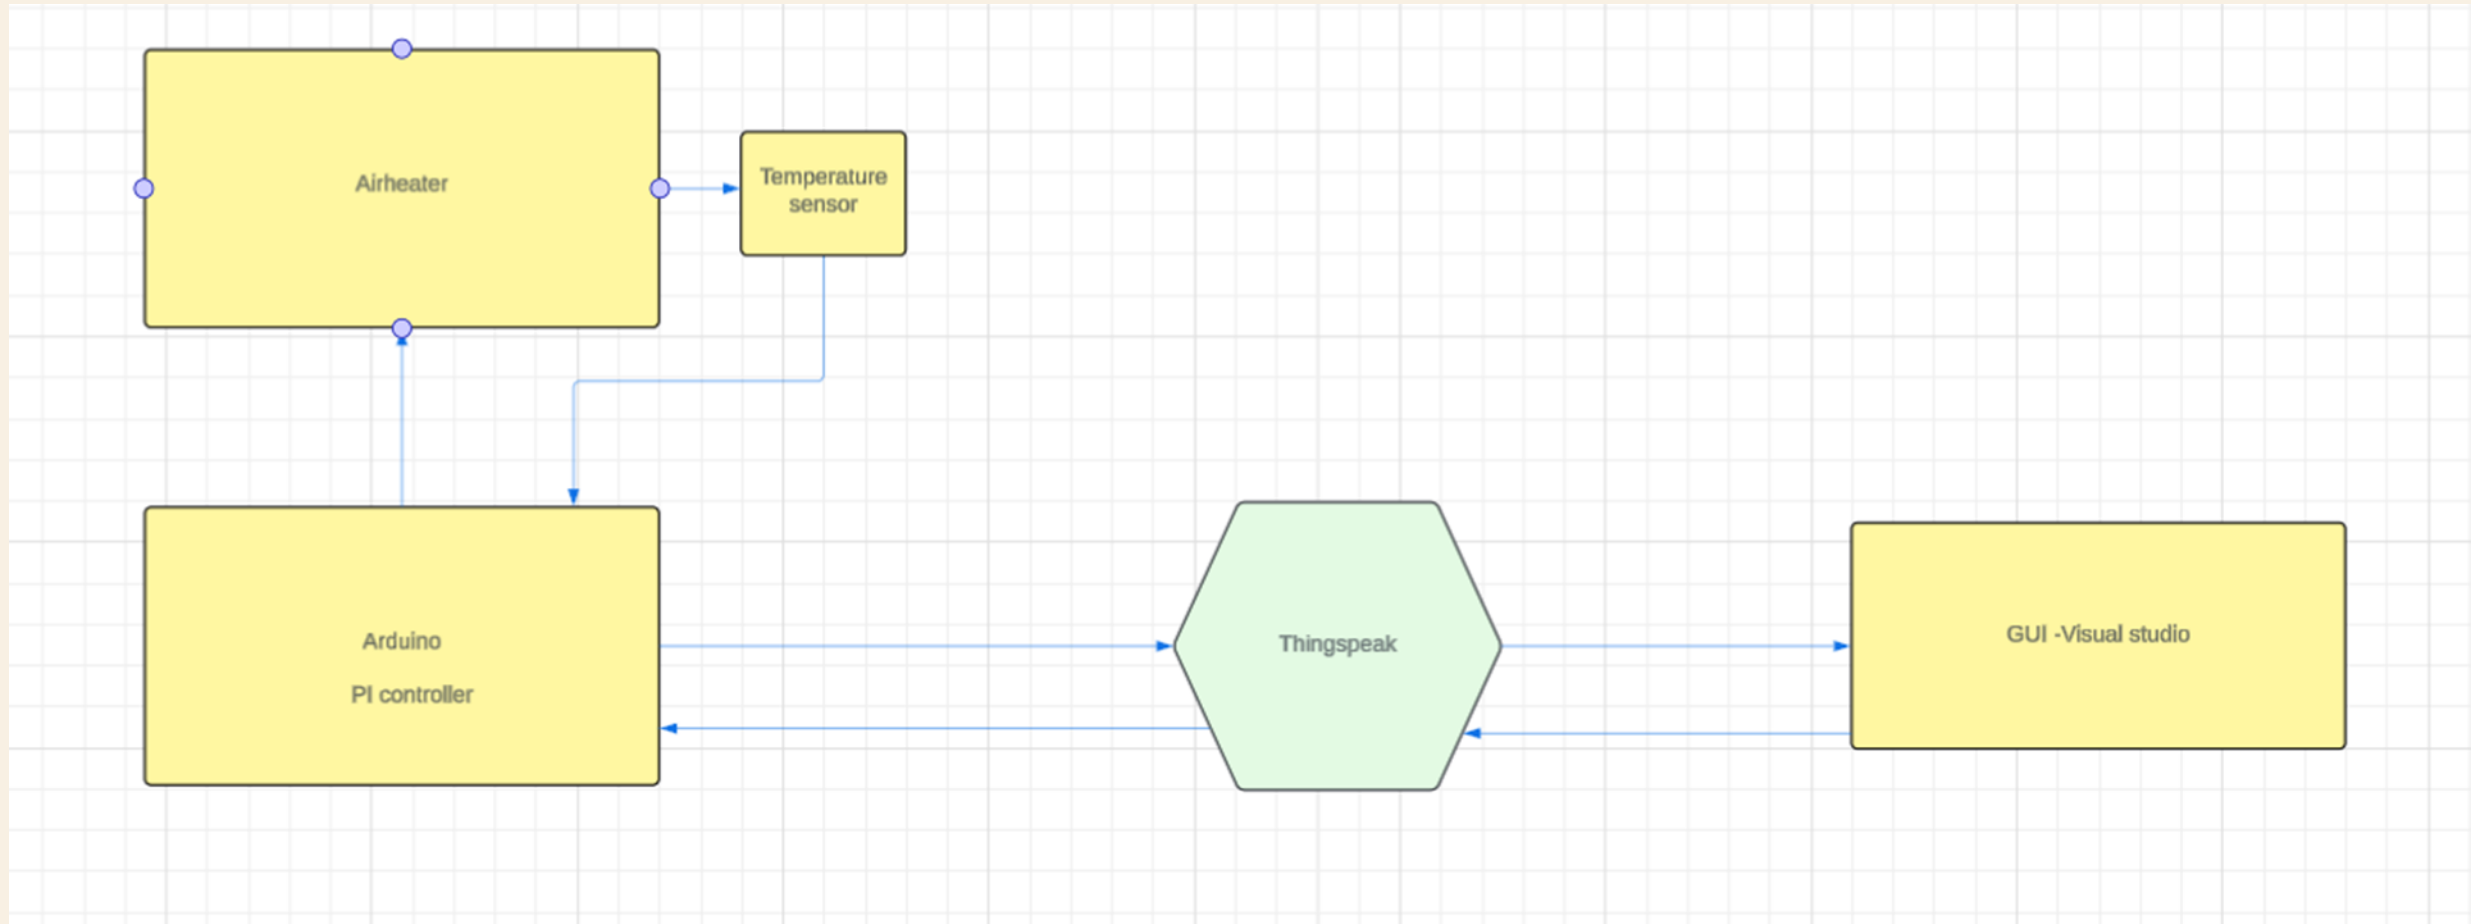 Airheater
Temperature
sensor
Arduino
PI controller
Thingspeak
GUI -Visual studio